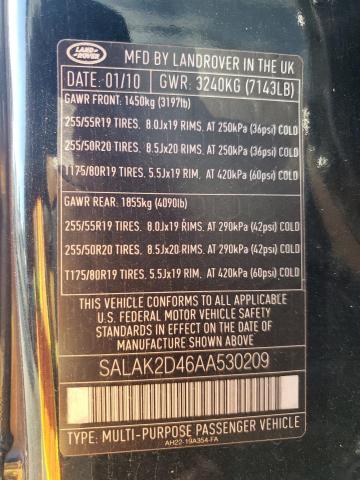 LAND
ROVER
MFD BY LANDROVER IN THE UK
DATE: 01/10 GWR: 3240KG (7143LB)
GAWR FRONT: 1450kg (3197lb)
255/55R19 TIRES. 8.0Jx19 RIMS. AT 250kPA (36psi) COLD
255/50R20 TIRES. 8.5Jx20 RIMS. AT 250kPA (36psi) COLD
T175/80R19 TIRES. 5.5Jx19 RIM. AT 420kPA (60psi) COLD
GAWR REAR: 1855kg (4090lb)
255/55R19 TIRES. 8.0Jx19 RIMS. AT 290kPA (42psi) COLD
255/50R20 TIRES. 8.5Jx20 RIMS. AT 290kPA (42psi) COLD
T175/80R19 TIRES. 5.5Jx19 RIM. AT 420kPA (60psi) COLD
THIS VEHICLE CONFORMS TO ALL APPLICABLE
U.S. FEDERAL MOTOR VEHICLE SAFETY
STANDARDS IN EFFECT ON THE DATE OF
MANUFACTURE SHOWN ABOVE
SALAK2D46AA530209
TYPE: MULTI-PURPOSE PASSENGER VEHICLE
AH22-19A354-FA